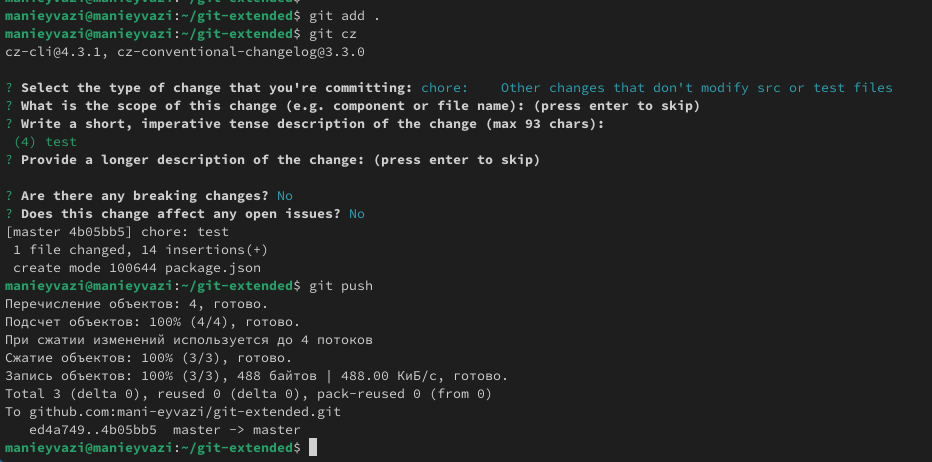 manieyvazi@manieyvazi:~/git-extended$ git add .
manieyvazi@manieyvazi:~/git-extended$ git cz
cz-cli@4.3.1, cz-conventional-changelog@3.3.0
? Select the type of change that you're committing: chore:    Other changes that don't modify src or test files
? What is the scope of this change (e.g. component or file name): (press enter to skip)
? Write a short, imperative tense description of the change (max 93 chars):
 (4) test
? Provide a longer description of the change: (press enter to skip)
? Are there any breaking changes? No
? Does this change affect any open issues? No
[master 4b05bb5] chore: test
 1 file changed, 14 insertions(+)
 create mode 100644 package.json
manieyvazi@manieyvazi:~/git-extended$ git push
Перечисление объектов: 4, готово.
Подсчет объектов: 100% (4/4), готово.
При сжатии изменений используется до 4 потоков
Сжатие объектов: 100% (3/3), готово.
Запись объектов: 100% (3/3), 488 байтов | 488.00 КиБ/с, готово.
Total 3 (delta 0), reused 0 (delta 0), pack-reused 0 (from 0)
To github.com:mani-eyvazi/git-extended.git
   ed4a749..4b05bb5  master -> master
manieyvazi@manieyvazi:~/git-extended$